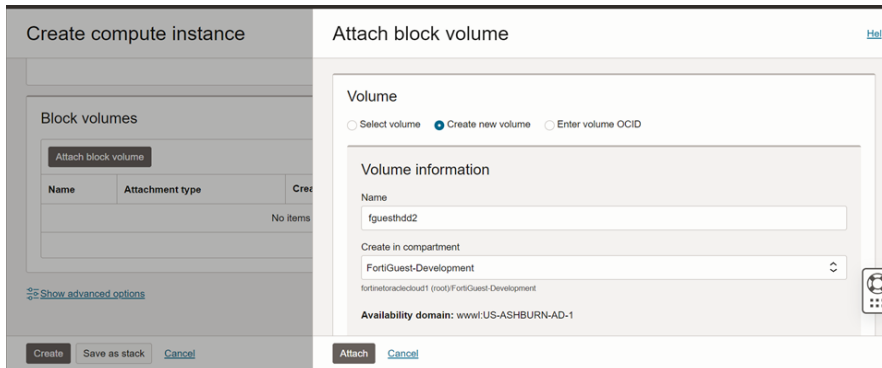 Create compute instance
Block volumes
Attach block volume
Name Attachment type Crea
No items
Show advanced options
Create Save as stack Cancel
Attach block volume
Hel
Volume
Select volume Create new volume Enter volume OCID
Volume information
Name
fguesthdd2
Create in compartment
FortiGuest-Development
fortinetoraclecloud1 (root)/FortiGuest-Development
Availability domain: wwwl:US-ASHBURN-AD-1
Attach Cancel